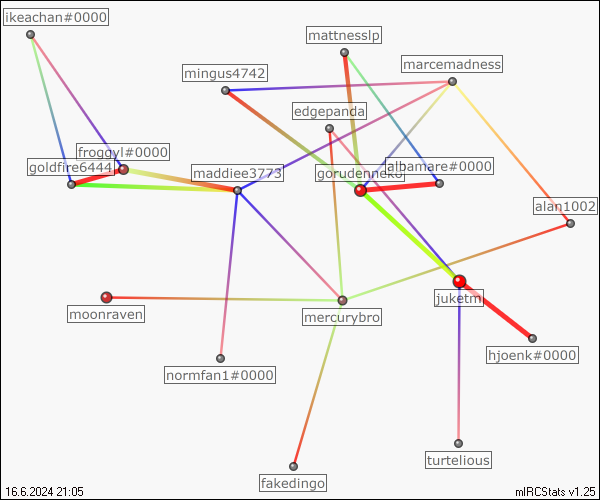 ikeachan#0000
mattnesslp
marcemadness
mingus4742
edgepanda
froggyl#0000
goldfire6444
maddiee3773
gorudenneko
albamare#0000
alan1002
moonraven
mercurybro
juketm
hjoenk#0000
normfan1#0000
turtelious
fakedingo
16.6.2024 21:05
mIRCStats v1.25